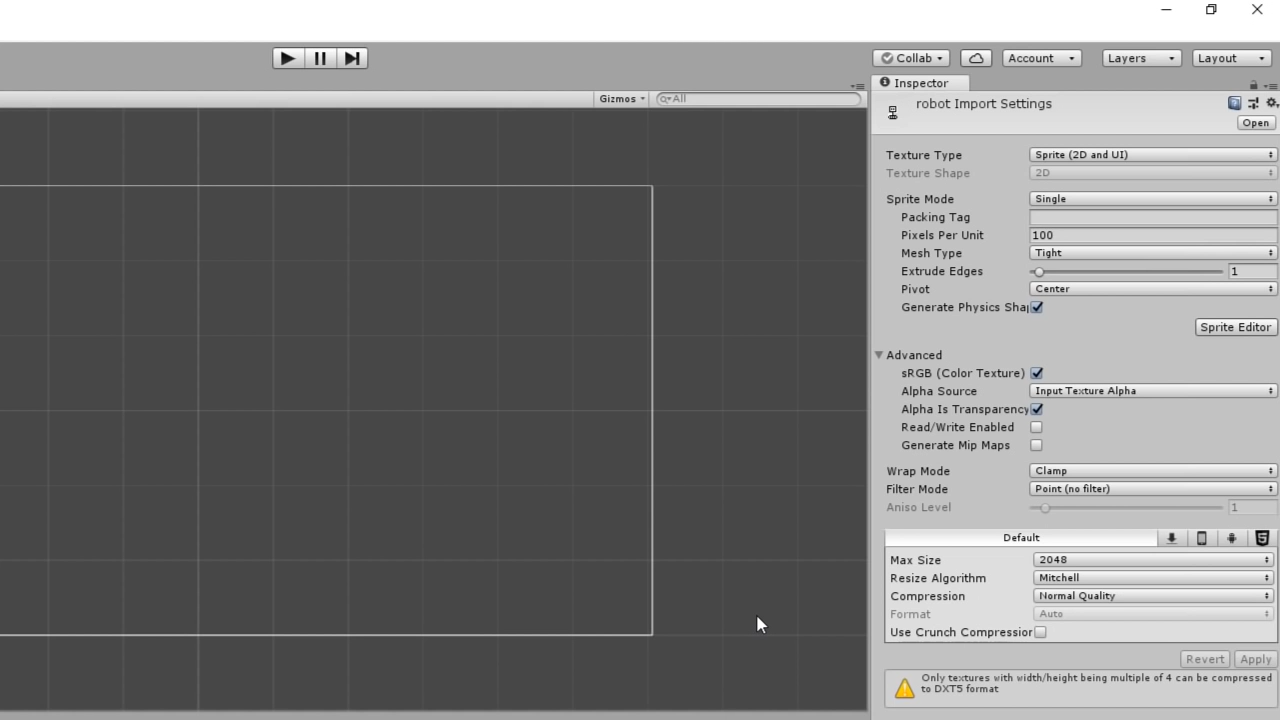 Collab
Account
Layers
Layout
Inspector
Gizmos
All
robot Import Settings
Open
Texture Type Sprite (2D and UI)
Texture Shape 2D
Sprite Mode Single
Packing Tag
Pixels Per Unit 100
Mesh Type Tight
Extrude Edges 1
Pivot Center
Generate Physics Shap
Sprite Editor
Advanced
sRGB (Color Texture)
Alpha Source Input Texture Alpha
Alpha Is Transparency
Read/Write Enabled
Generate Mip Maps
Wrap Mode Clamp
Filter Mode Point (no filter)
Aniso Level 1
Default
Max Size 2048
Resize Algorithm Mitchell
Compression Normal Quality
Format Auto
Use Crunch Compression
Revert Apply
Only textures with width/height being multiple of 4 can be compressed
to DXT5 format